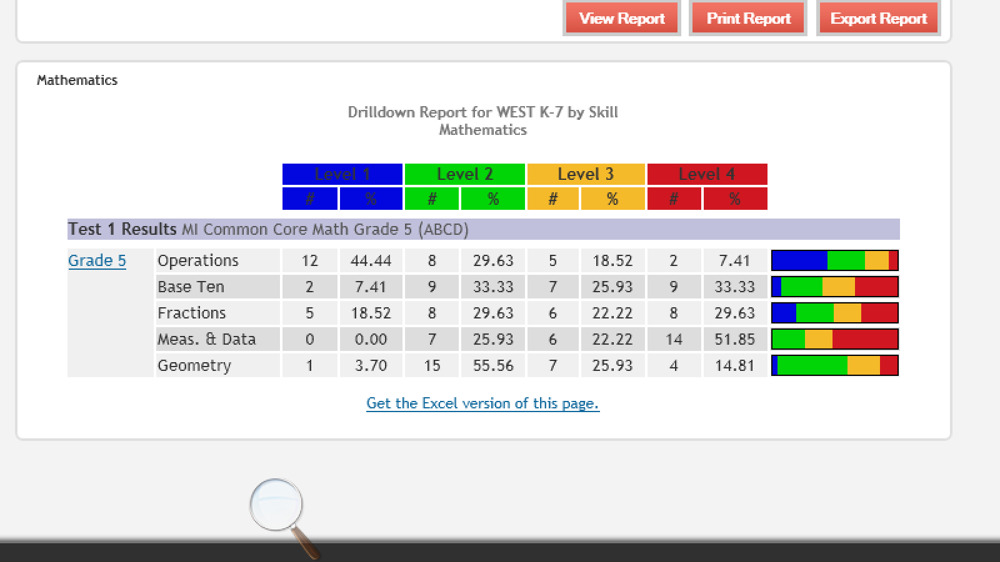 View Report Print Report Export Report
Mathematics
Drilldown Report for WEST K-7 by Skill
Mathematics
Level 1 Level 2 Level 3 Level 4
# % # % # % # %
Test 1 Results MI Common Core Math Grade 5 (ABCD)
Grade 5 Operations 12 44.44 8 29.63 5 18.52 2 7.41
Base Ten 2 7.41 9 33.33 7 25.93 9 33.33
Fractions 5 18.52 8 29.63 6 22.22 8 29.63
Meas. & Data 0 0.00 7 25.93 6 22.22 14 51.85
Geometry 1 3.70 15 55.56 7 25.93 4 14.81
Get the Excel version of this page.